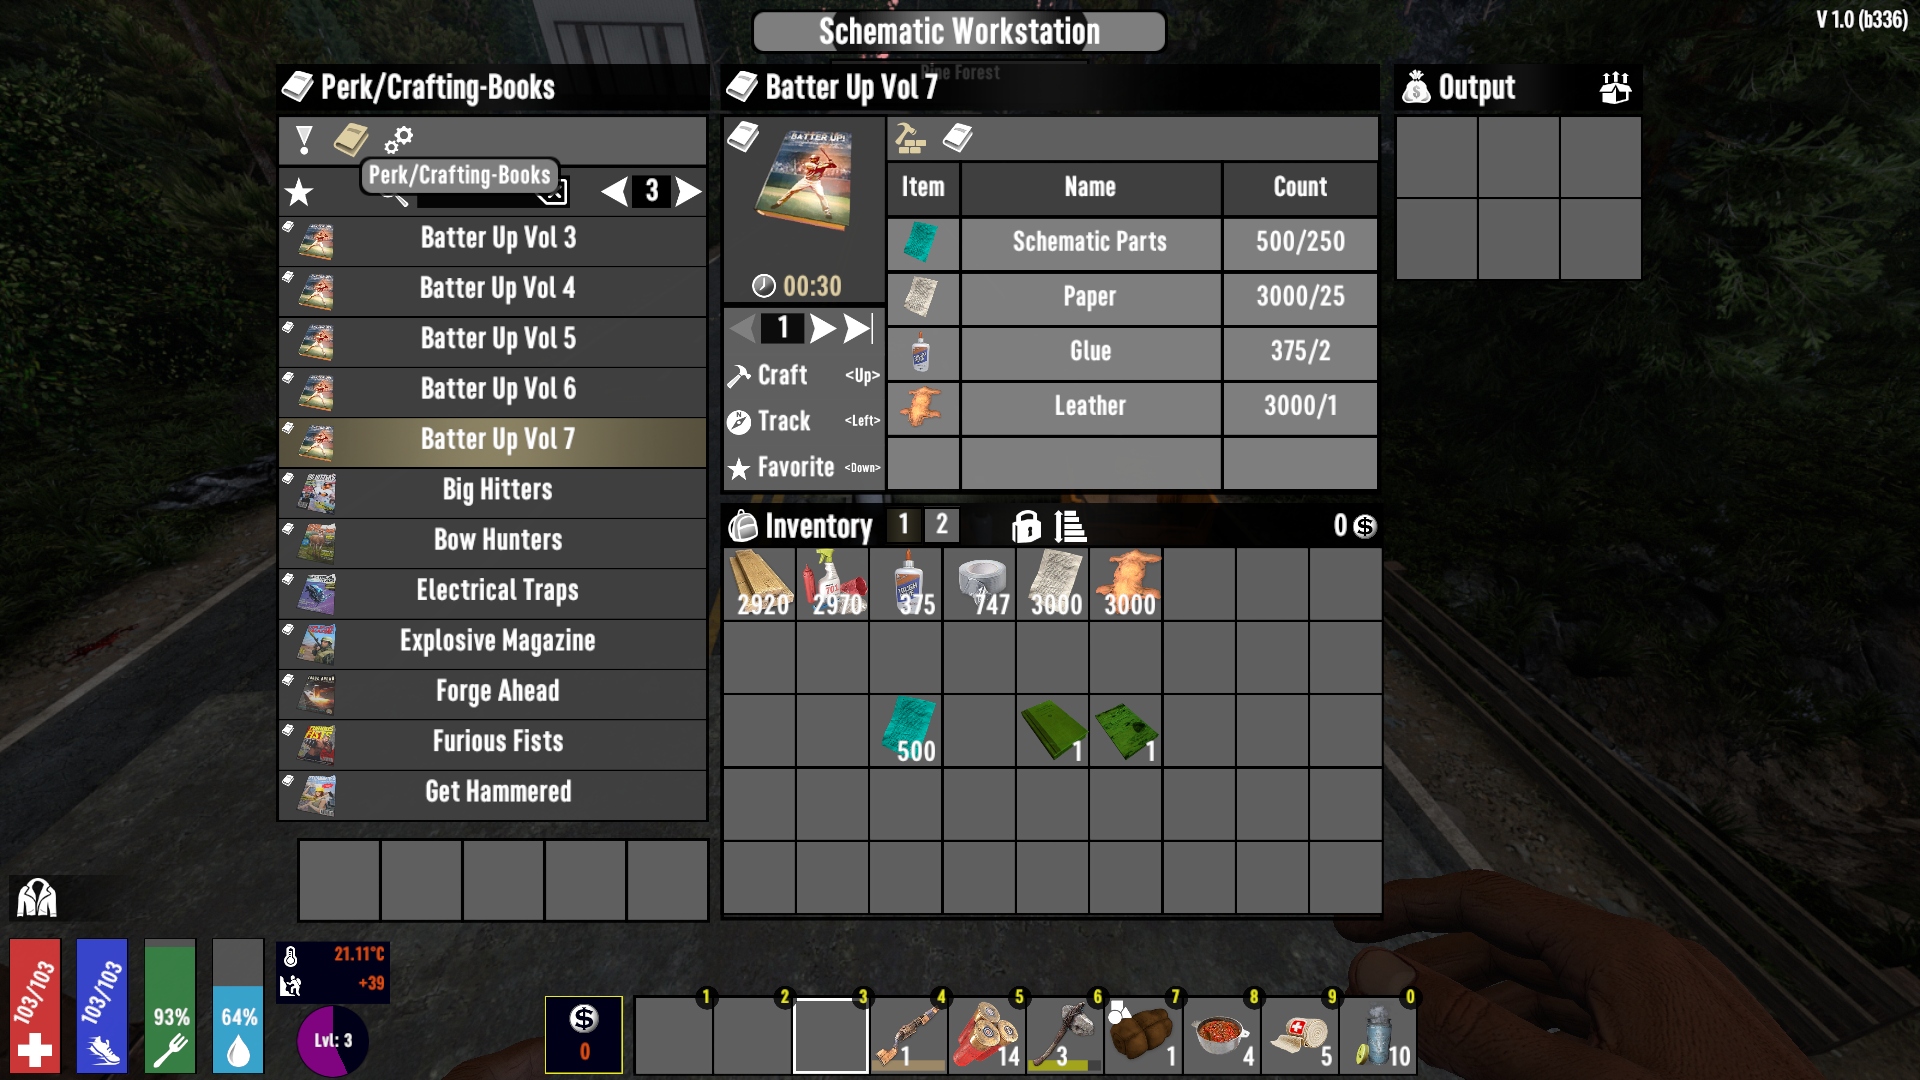 Schematic Workstation
V 1.0 (b336)
Pine Forest
Perk/Crafting-Books
Perk/Crafting-Books
3
Batter Up Vol 3
Batter Up Vol 4
Batter Up Vol 5
Batter Up Vol 6
Batter Up Vol 7
Big Hitters
Bow Hunters
Electrical Traps
Explosive Magazine
Forge Ahead
Furious Fists
Get Hammered
Batter Up Vol 7
BATTER UP!
00:30
1
Craft <Up>
Track <Left>
Favorite <Down>
Item Name Count
Schematic Parts 500/250
Paper 3000/25
Glue 375/2
Leather 3000/1
Inventory 1 2
0
2920 2970 375 747 3000 3000
500 1 1
Output
103/103
103/103
93%
64%
21.11°C
+39
Lvl: 3
0
1 2 3 4 5 6 7 8 9 0
1 14 3 1 4 5 10